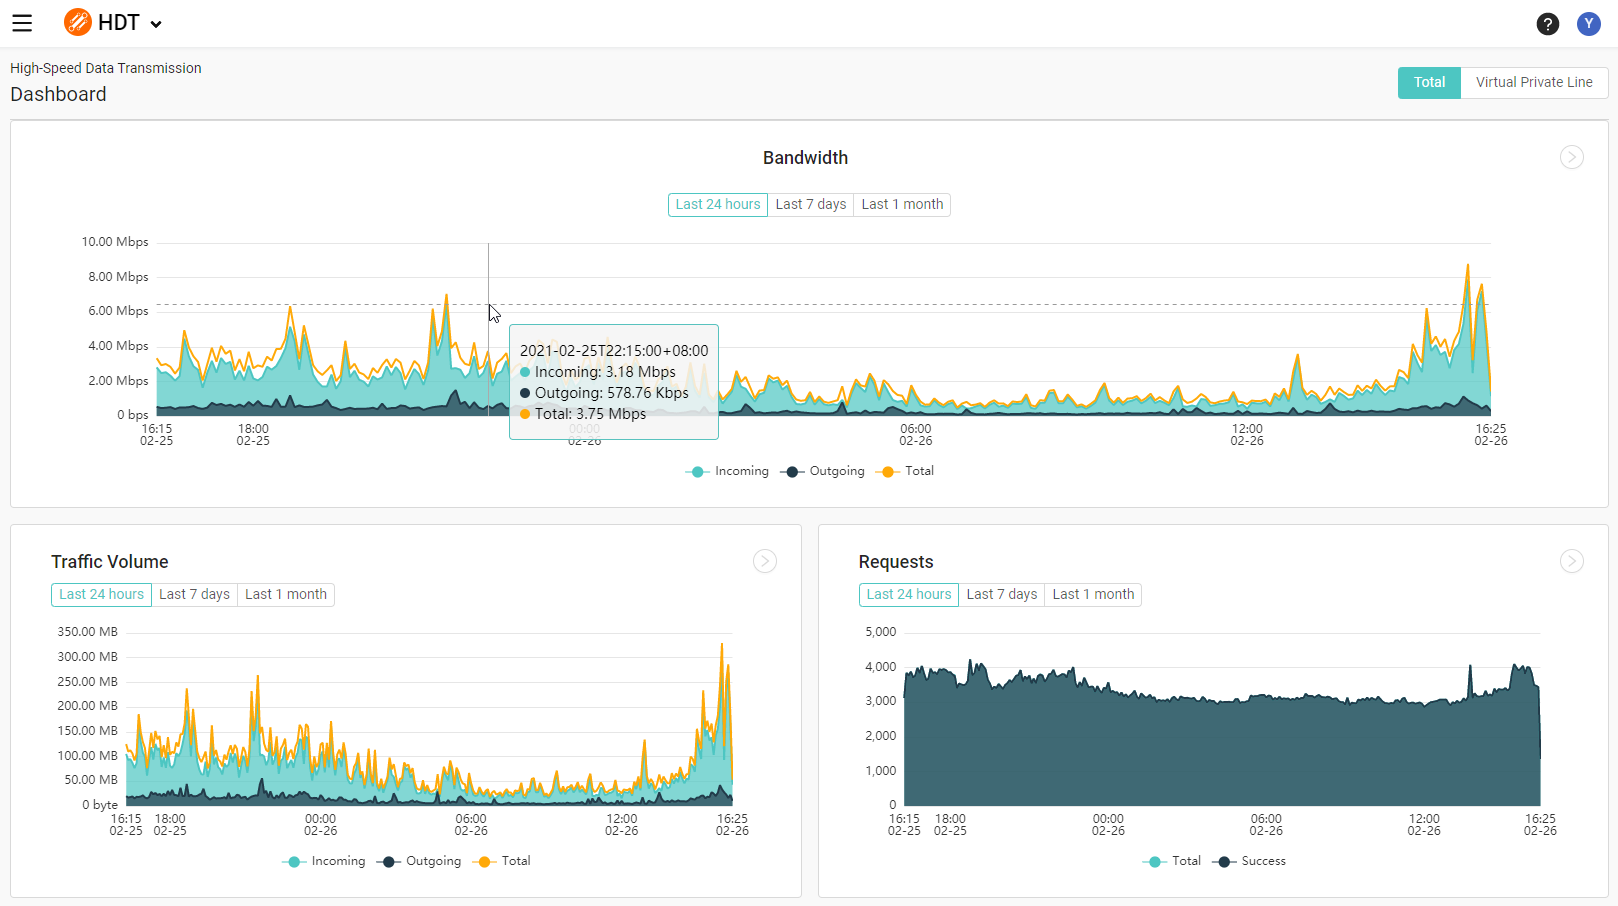 HDT
?
Y
High-Speed Data Transmission
Dashboard
Total Virtual Private Line
Bandwidth
Last 24 hours Last 7 days Last 1 month
10.00 Mbps
8.00 Mbps
6.00 Mbps
4.00 Mbps
2.00 Mbps
0 bps
2021-02-25T22:15:00+08:00
Incoming: 3.18 Mbps
Outgoing: 578.76 Kbps
Total: 3.75 Mbps
16:15 18:00 00:00 06:00 12:00 16:25
02-25 02-25 02-26 02-26 02-26 02-26
Incoming Outgoing Total
Traffic Volume
Last 24 hours Last 7 days Last 1 month
350.00 MB
300.00 MB
250.00 MB
200.00 MB
150.00 MB
100.00 MB
50.00 MB
0 byte
16:15 18:00 00:00 06:00 12:00 16:25
02-25 02-25 02-26 02-26 02-26 02-26
Incoming Outgoing Total
Requests
Last 24 hours Last 7 days Last 1 month
5,000
4,000
3,000
2,000
1,000
0
16:15 18:00 00:00 06:00 12:00 16:25
02-25 02-25 02-26 02-26 02-26 02-26
Total Success